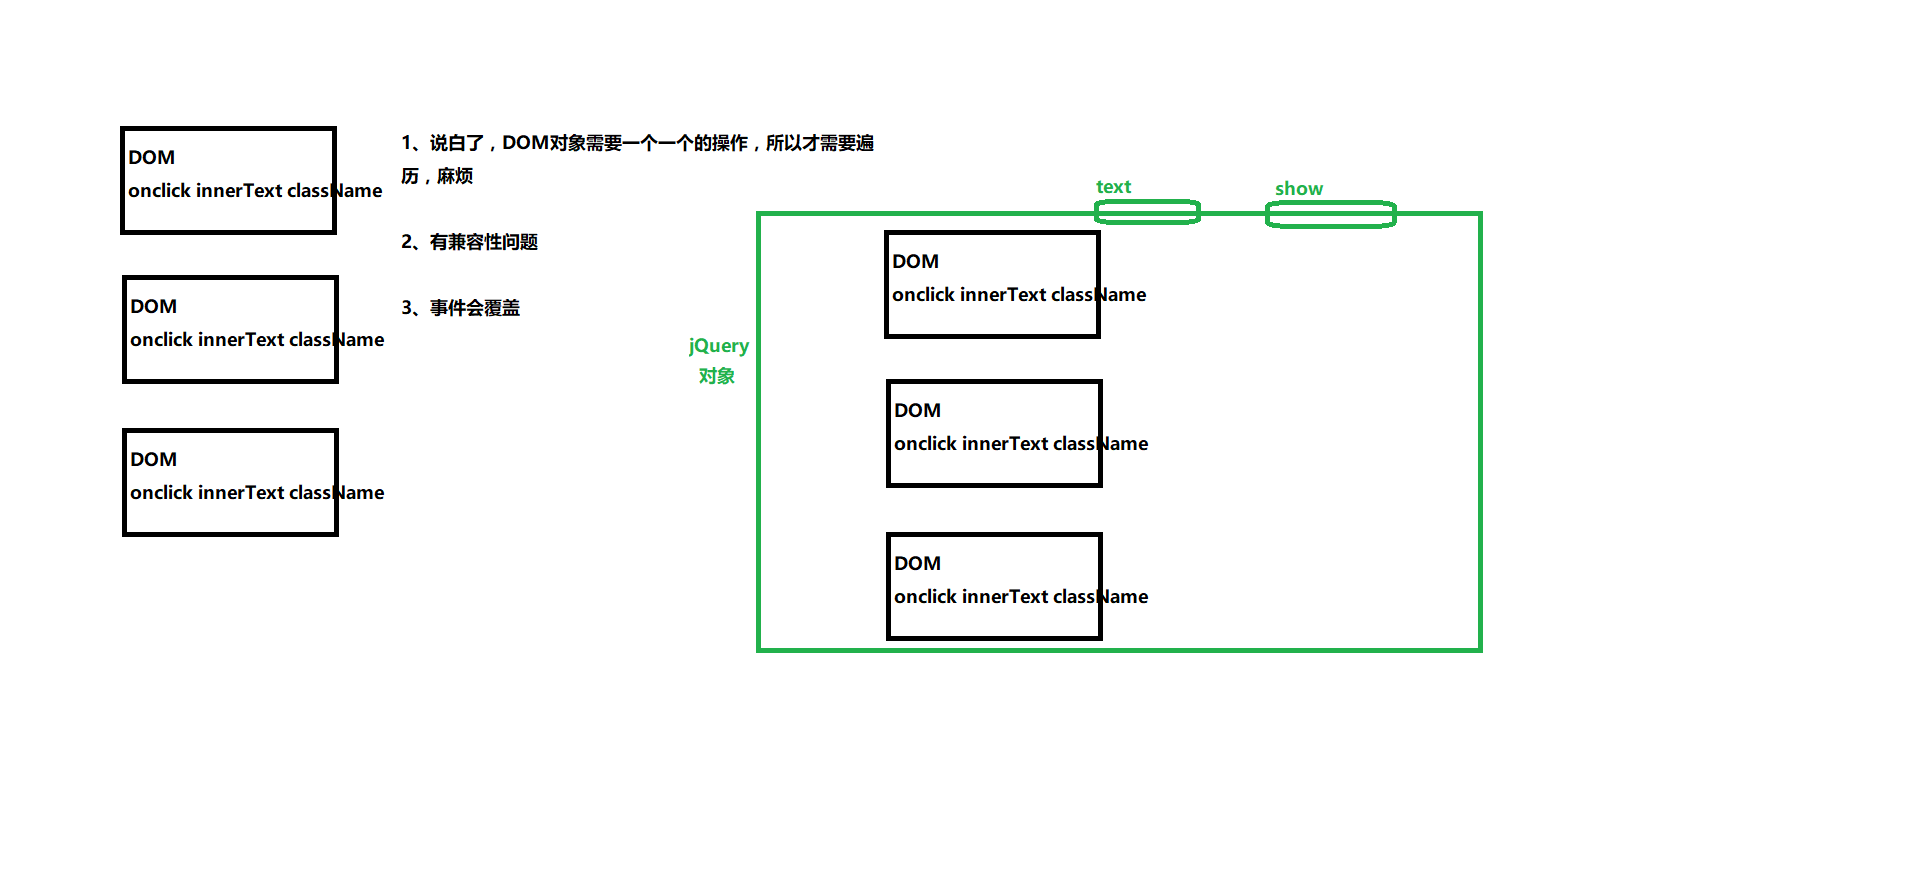 DOM
onclick innerText className
DOM
onclick innerText className
DOM
onclick innerText className
1、说白了，DOM对象需要一个一个的操作，所以才需要遍
历，麻烦
2、有兼容性问题
3、事件会覆盖
jQuery
对象
text
show
DOM
onclick innerText className
DOM
onclick innerText className
DOM
onclick innerText className